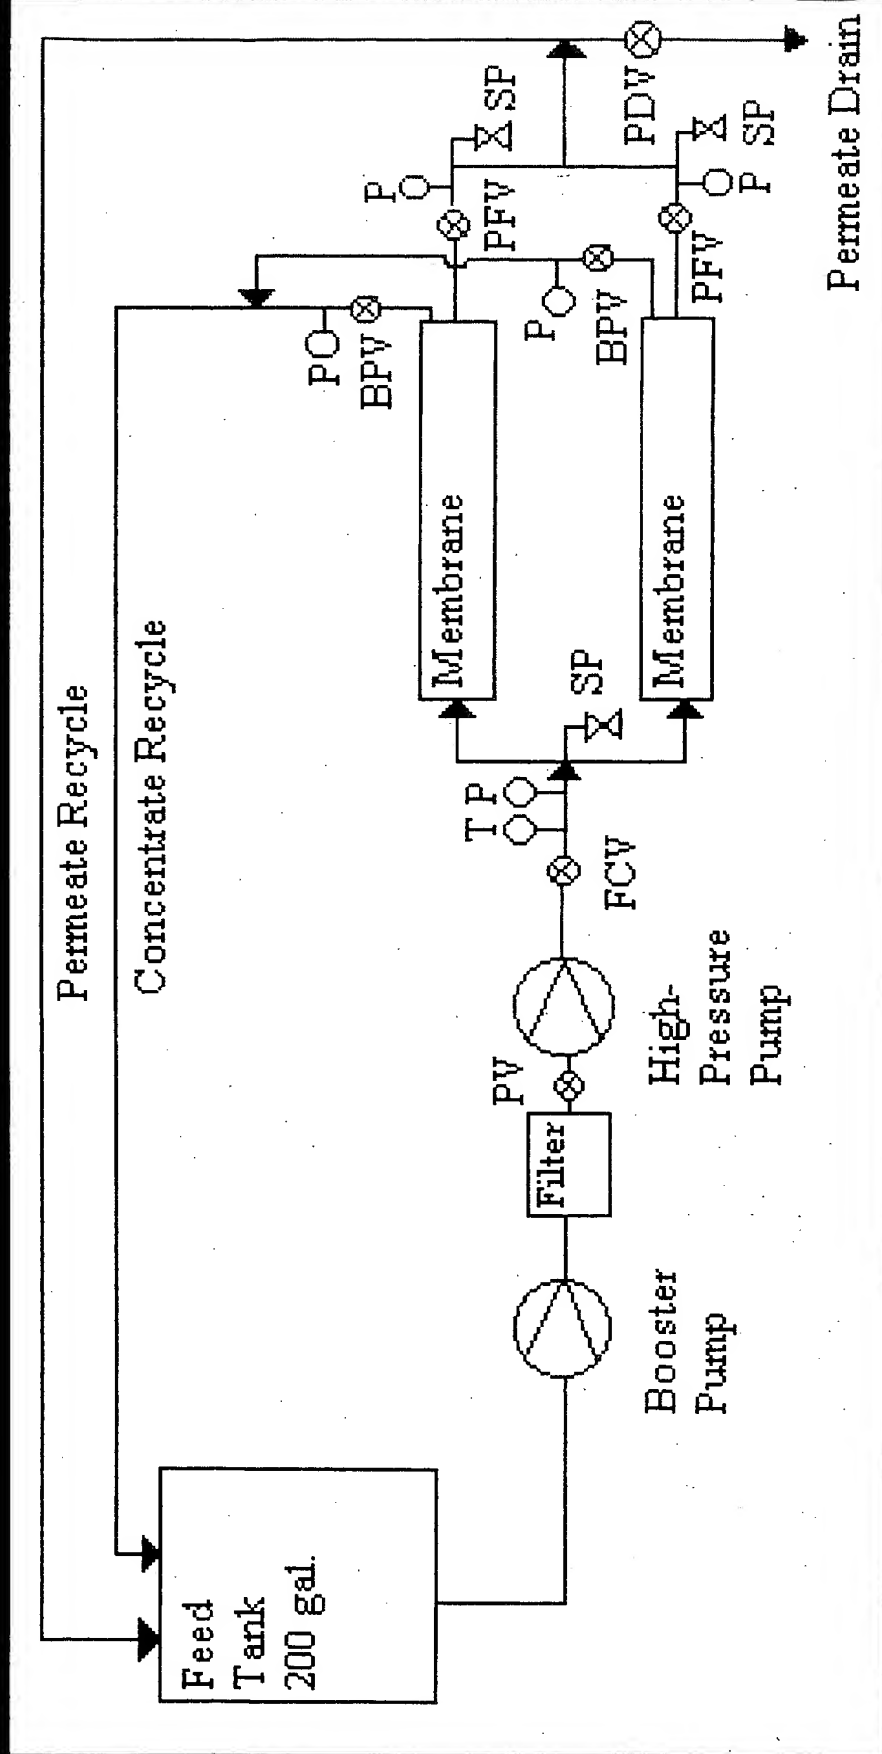 Permeate Recycle
Concentrate Recycle
Feed
Tank
200 gal.
Booster
Pump
Filter
PV
High-
Pressure
Pump
FCV
T
P
SP
Membrane
Membrane
P
BPV
P
BPV
PFV
P
SP
PFV
P
SP
PDV
Permeate Drain